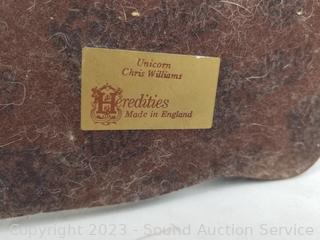 Unicorn
Chris Williams
Heredities
Made in England
Copyright 2023 - Sound Auction Service